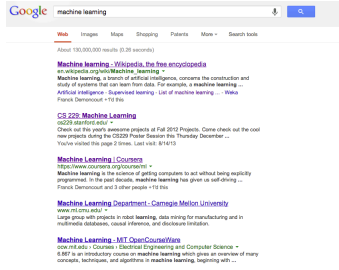 Google machine learning
Web Images Maps Shopping Patents More Search tools
About 130,000,000 results (0.26 seconds)
Machine learning - Wikipedia, the free encyclopedia
en.wikipedia.org/wiki/Machine_learning
Machine learning, a branch of artificial intelligence, concerns the construction and
study of systems that can learn from data. For example, a machine learning ...
Artificial intelligence - Supervised learning - List of machine learning ... - Weka
Franck Dernoncourt +1'd this
CS 229: Machine Learning
cs229.stanford.edu/
Check out this year's awesome projects at Fall 2012 Projects. Come check out the cool
new projects during the CS229 Poster Session this Thursday December ...
You've visited this page 2 times. Last visit: 8/14/13
Machine Learning | Coursera
https://www.coursera.org/course/ml
Machine learning is the science of getting computers to act without being explicitly
programmed. In the past decade, machine learning has given us self-driving ...
Franck Dernoncourt and 3 other people +1'd this
Machine Learning Department - Carnegie Mellon University
www.ml.cmu.edu/
Large group with projects in robot learning, data mining for manufacturing and in
multimedia databases, causal inference, and disclosure limitation.
Machine Learning - MIT OpenCourseWare
ocw.mit.edu › Courses › Electrical Engineering and Computer Science
6.867 is an introductory course on machine learning which gives an overview of many
concepts, techniques, and algorithms in machine learning, beginning with ...